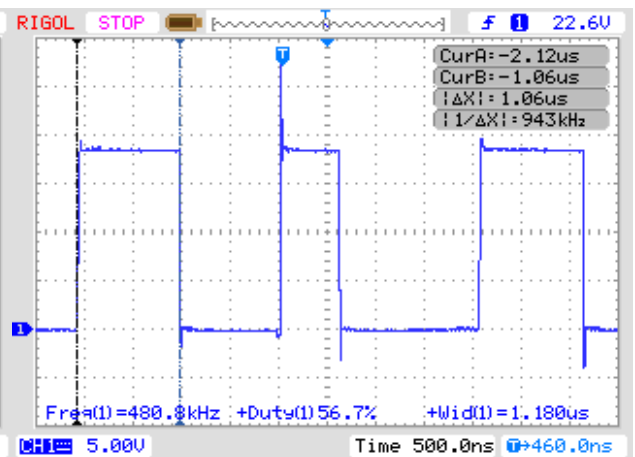 RIGOL STOP T f 1 22.6V
CurA=-2.12us
CurB=-1.06us
|ΔX|=1.06us
|1/ΔX|=943kHz
T
1
Freq(1)=480.8kHz +Duty(1)56.7% +Wid(1)=1.180us
CH1 5.00V Time 500.0ns T→+460.0ns